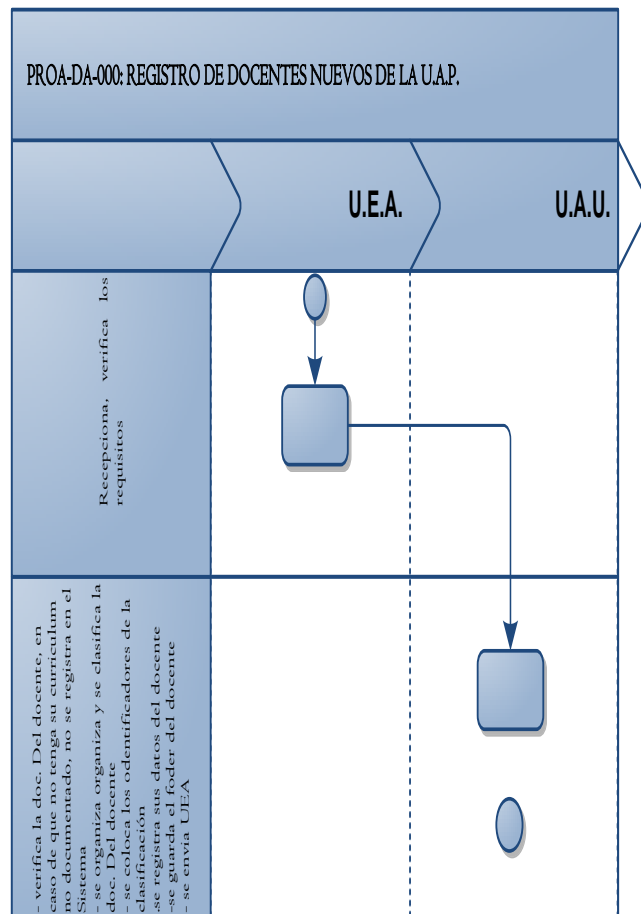 PROA-DA-000: REGISTRO DE DOCENTES NUEVOS DE LA U.A.P.
U.E.A.
U.A.U.
Recepciona, verifica los
requisitos
- verifica la doc. Del docente, en
caso de que no tenga su curriculum
no documentado, no se registra en el
Sistema
- se organiza organiza y se clasifica la
doc. Del docente
- se coloca los odentificadores de la
clasificación
.se registra sus datos del docente
-se guarda el foder del docente
- se envia UEA